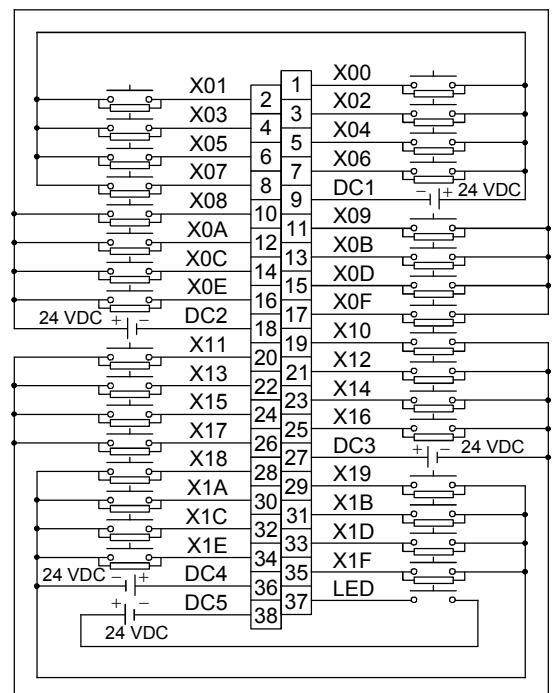 X00
1
X01
2
X02
3
X03
4
X04
5
X05
6
X06
7
X07
8
DC1
9
− + 24 VDC
X08
10
X09
11
X0A
12
X0B
13
X0C
14
X0D
15
X0E
16
X0F
17
24 VDC + −
DC2
18
X10
19
X11
20
X12
21
X13
22
X14
23
X15
24
X16
25
X17
26
DC3
27
+ − 24 VDC
X18
28
X19
29
X1A
30
X1B
31
X1C
32
X1D
33
X1E
34
X1F
35
24 VDC − +
DC4
36
LED
37
+ −
DC5
38
24 VDC